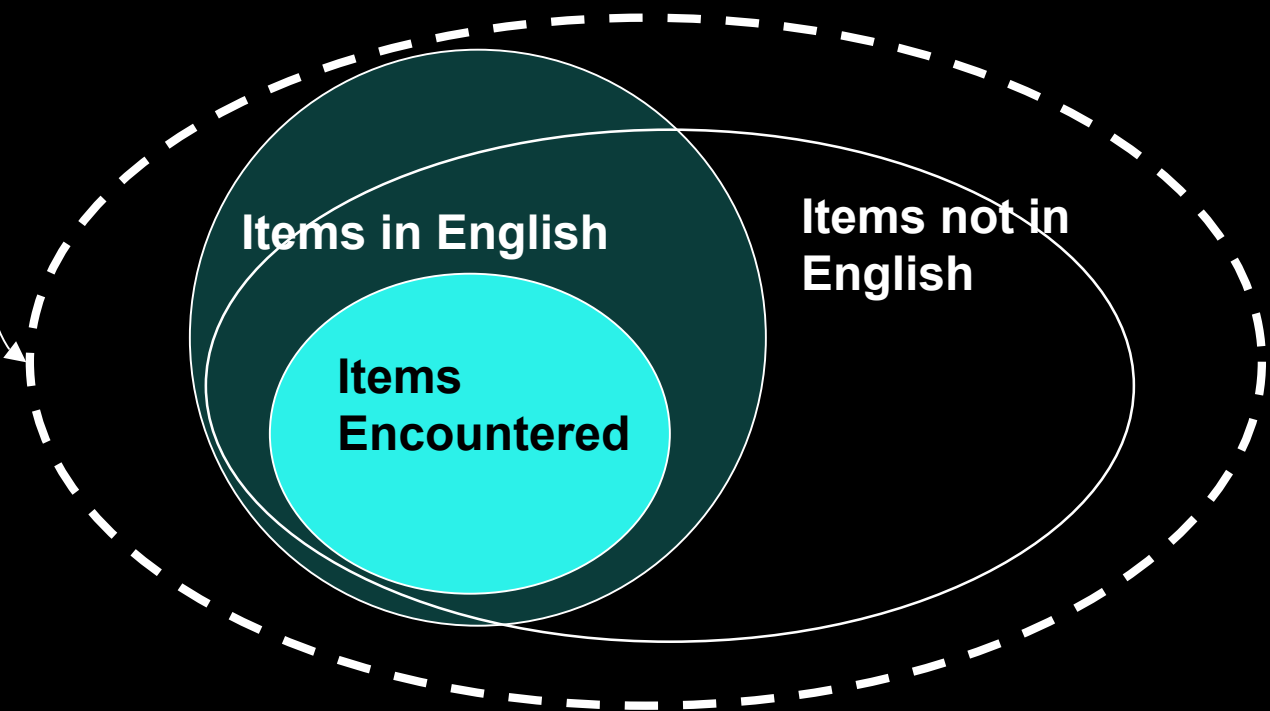 Items in English
Items not in
English
Items
Encountered